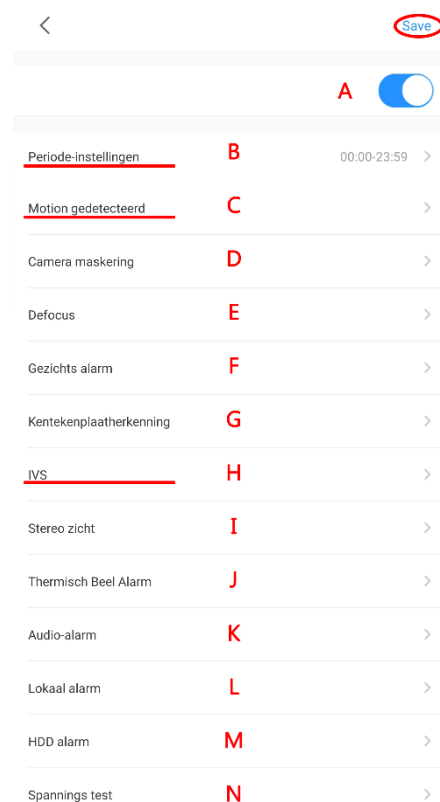 Save
A
Periode-instellingen B 00:00-23:59
Motion gedetecteerd C
Camera maskering D
Defocus E
Gezichts alarm F
Kentekenplaatherkenning G
IVS H
Stereo zicht I
Thermisch Beel Alarm J
Audio-alarm K
Lokaal alarm L
HDD alarm M
Spannings test N